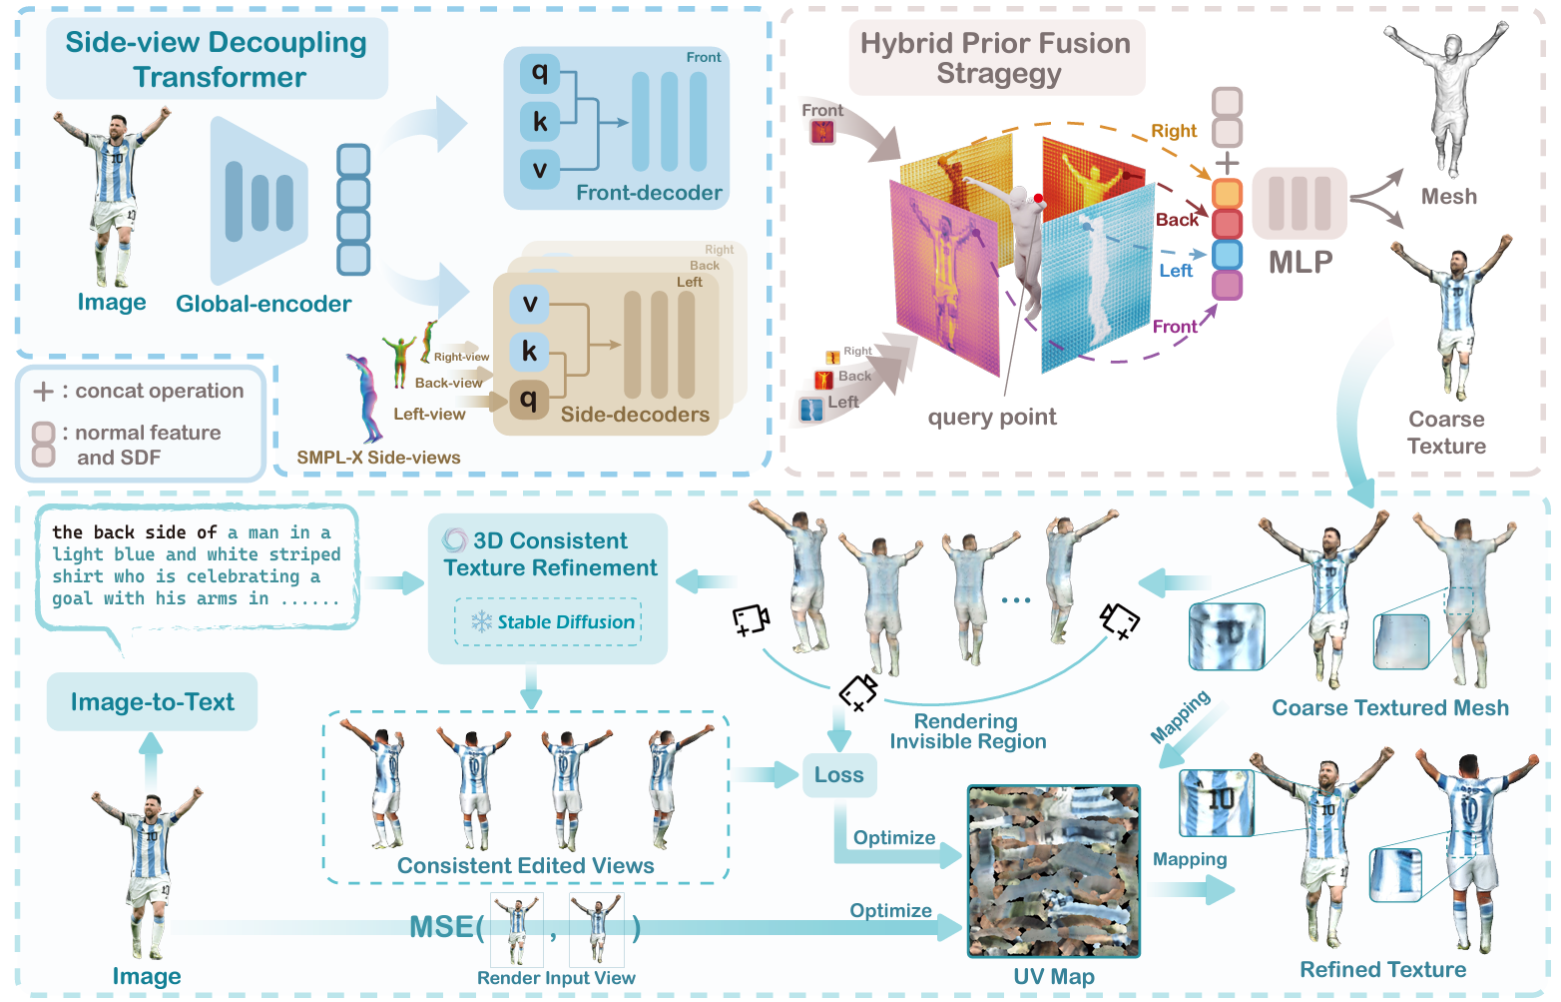 Side-view Decoupling
Transformer
Image
Global-encoder
q
k
v
Front
Front-decoder
Right
Back
Left
v
k
q
Side-decoders
Right-view
Back-view
Left-view
SMPL-X Side-views
+ : concat operation
: normal feature
and SDF
Hybrid Prior Fusion
Stragegy
Front
Right
Back
Left
Right
Back
Left
Front
query point
+
MLP
Mesh
Coarse
Texture
the back side of a man in a
light blue and white striped
shirt who is celebrating a
goal with his arms in ......
Image-to-Text
Image
3D Consistent
Texture Refinement
Stable Diffusion
Consistent Edited Views
...
Rendering
Invisible Region
Loss
Optimize
Optimize
MSE( , )
Render Input View
UV Map
Coarse Textured Mesh
Mapping
Mapping
10
Refined Texture